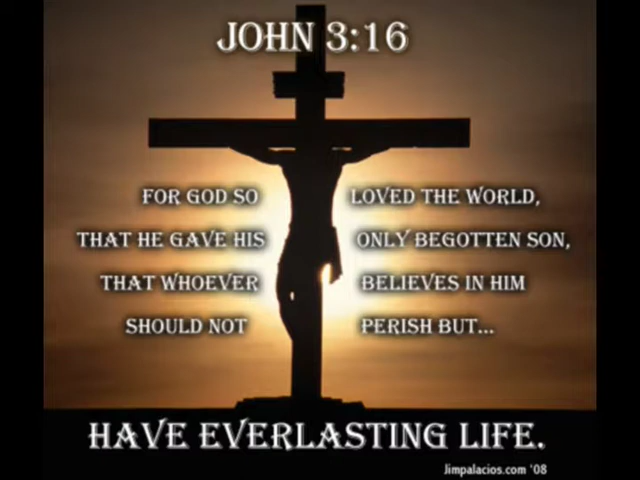 JOHN 3:16
FOR GOD SO LOVED THE WORLD,
THAT HE GAVE HIS ONLY BEGOTTEN SON,
THAT WHOEVER BELIEVES IN HIM
SHOULD NOT PERISH BUT...
HAVE EVERLASTING LIFE.
Jimpalacios.com '08